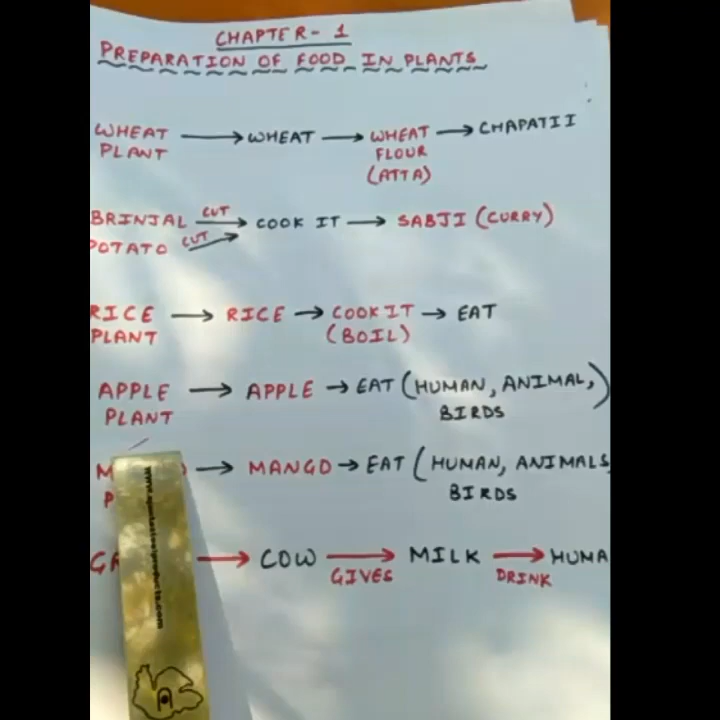 CHAPTER- 1
PREPARATION OF FOOD IN PLANTS
WHEAT PLANT → WHEAT → WHEAT FLOUR (ATTA) → CHAPATII
BRINJAL CUT → COOK IT → SABJI (CURRY)
POTATO CUT →
RICE PLANT → RICE → COOK IT (BOIL) → EAT
APPLE PLANT → APPLE → EAT (HUMAN, ANIMAL, BIRDS)
→ MANGO → EAT (HUMAN, ANIMALS BIRDS
→ COW → GIVES MILK → DRINK HUMA